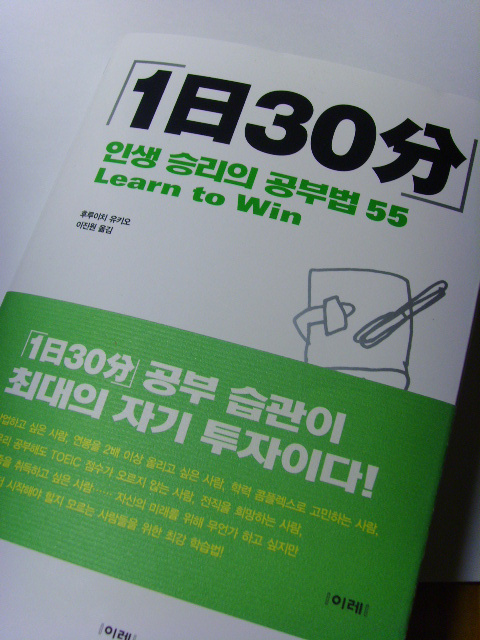 「1日30分」
인생 승리의 공부법 55
Learn to Win
후루이치 유키오
이진원 옮김
「1日30分」 공부 습관이
최대의 자기 투자이다!
하고 싶은 사람, 연봉을 2배 이상 올리고 싶은 사람, 학력 콤플렉스로 고민하는 사람,
공부해도 TOEIC 점수가 오르지 않는 사람, 전직을 희망하는 사람,
취득하고 싶은 사람…… 자신의 미래를 위해 무언가 하고 싶지만
시작해야 할지 모르는 사람들을 위한 최강 학습법!
이레
이레